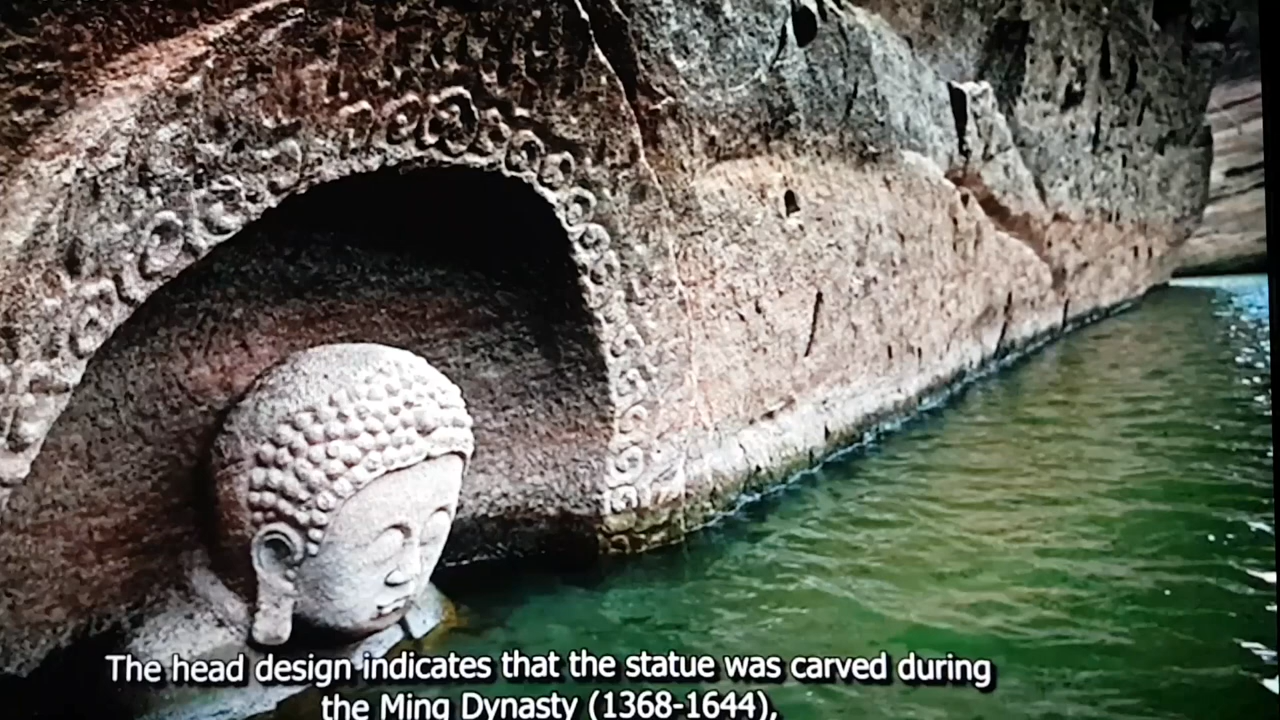 The head design indicates that the statue was carved during
the Ming Dynasty (1368-1644),